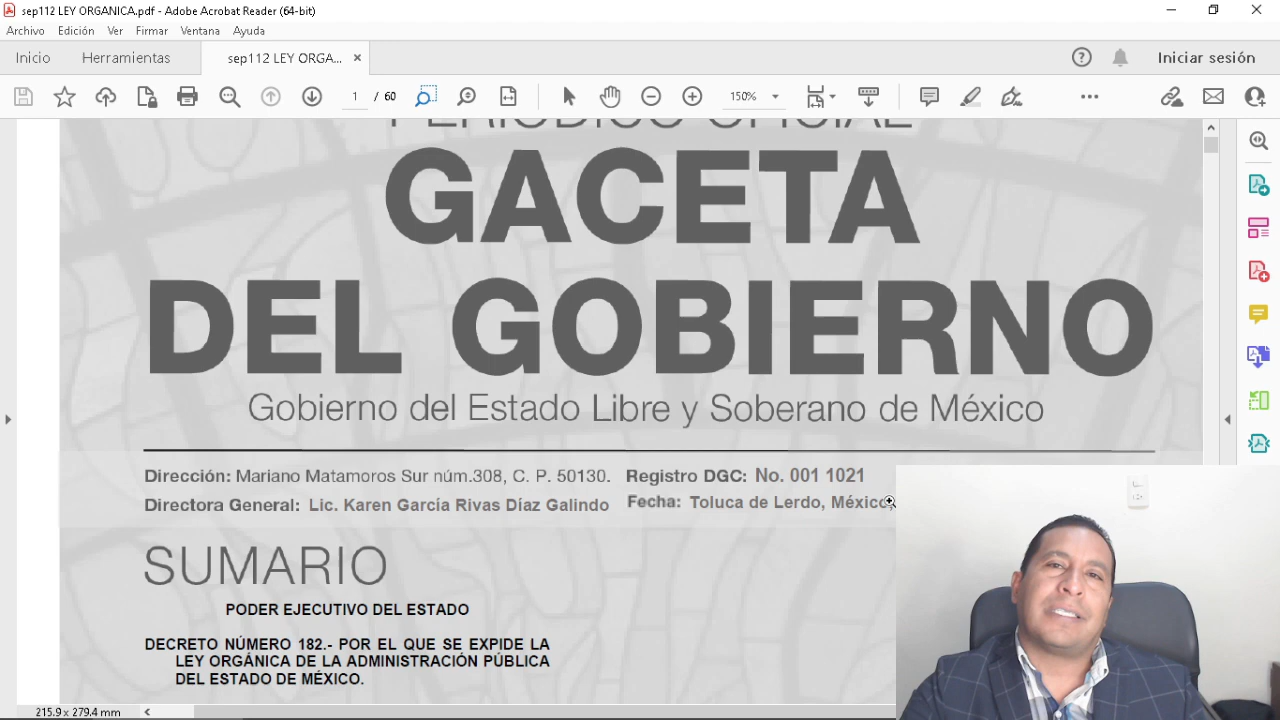 sep112 LEY ORGANICA.pdf - Adobe Acrobat Reader (64-bit)
Archivo Edición Ver Firmar Ventana Ayuda
Inicio Herramientas sep112 LEY ORGA... × Iniciar sesión
1 / 60 150%
PERIÓDICO OFICIAL
GACETA
DEL GOBIERNO
Gobierno del Estado Libre y Soberano de México
Dirección: Mariano Matamoros Sur núm.308, C. P. 50130. Registro DGC: No. 001 1021
Directora General: Lic. Karen García Rivas Díaz Galindo Fecha: Toluca de Lerdo, México,
SUMARIO
PODER EJECUTIVO DEL ESTADO
DECRETO NÚMERO 182.- POR EL QUE SE EXPIDE LA
LEY ORGÁNICA DE LA ADMINISTRACIÓN PÚBLICA
DEL ESTADO DE MÉXICO.
215.9 x 279.4 mm